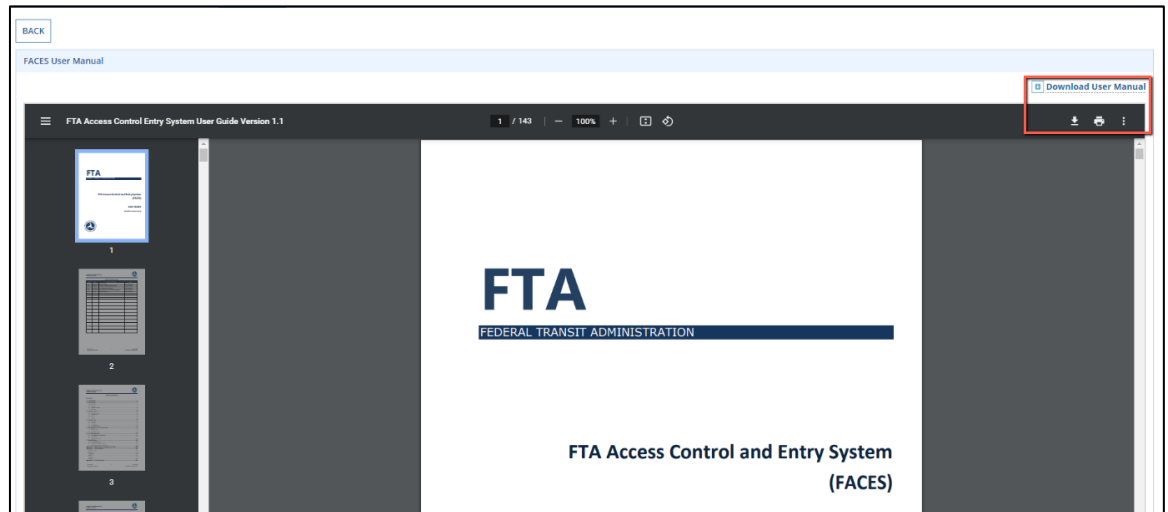 BACK
FACES User Manual
Download User Manual
FTA Access Control Entry System User Guide Version 1.1
1 / 143 | − 100% + |
FTA
1
2
3
FTA
FEDERAL TRANSIT ADMINISTRATION
FTA Access Control and Entry System
(FACES)